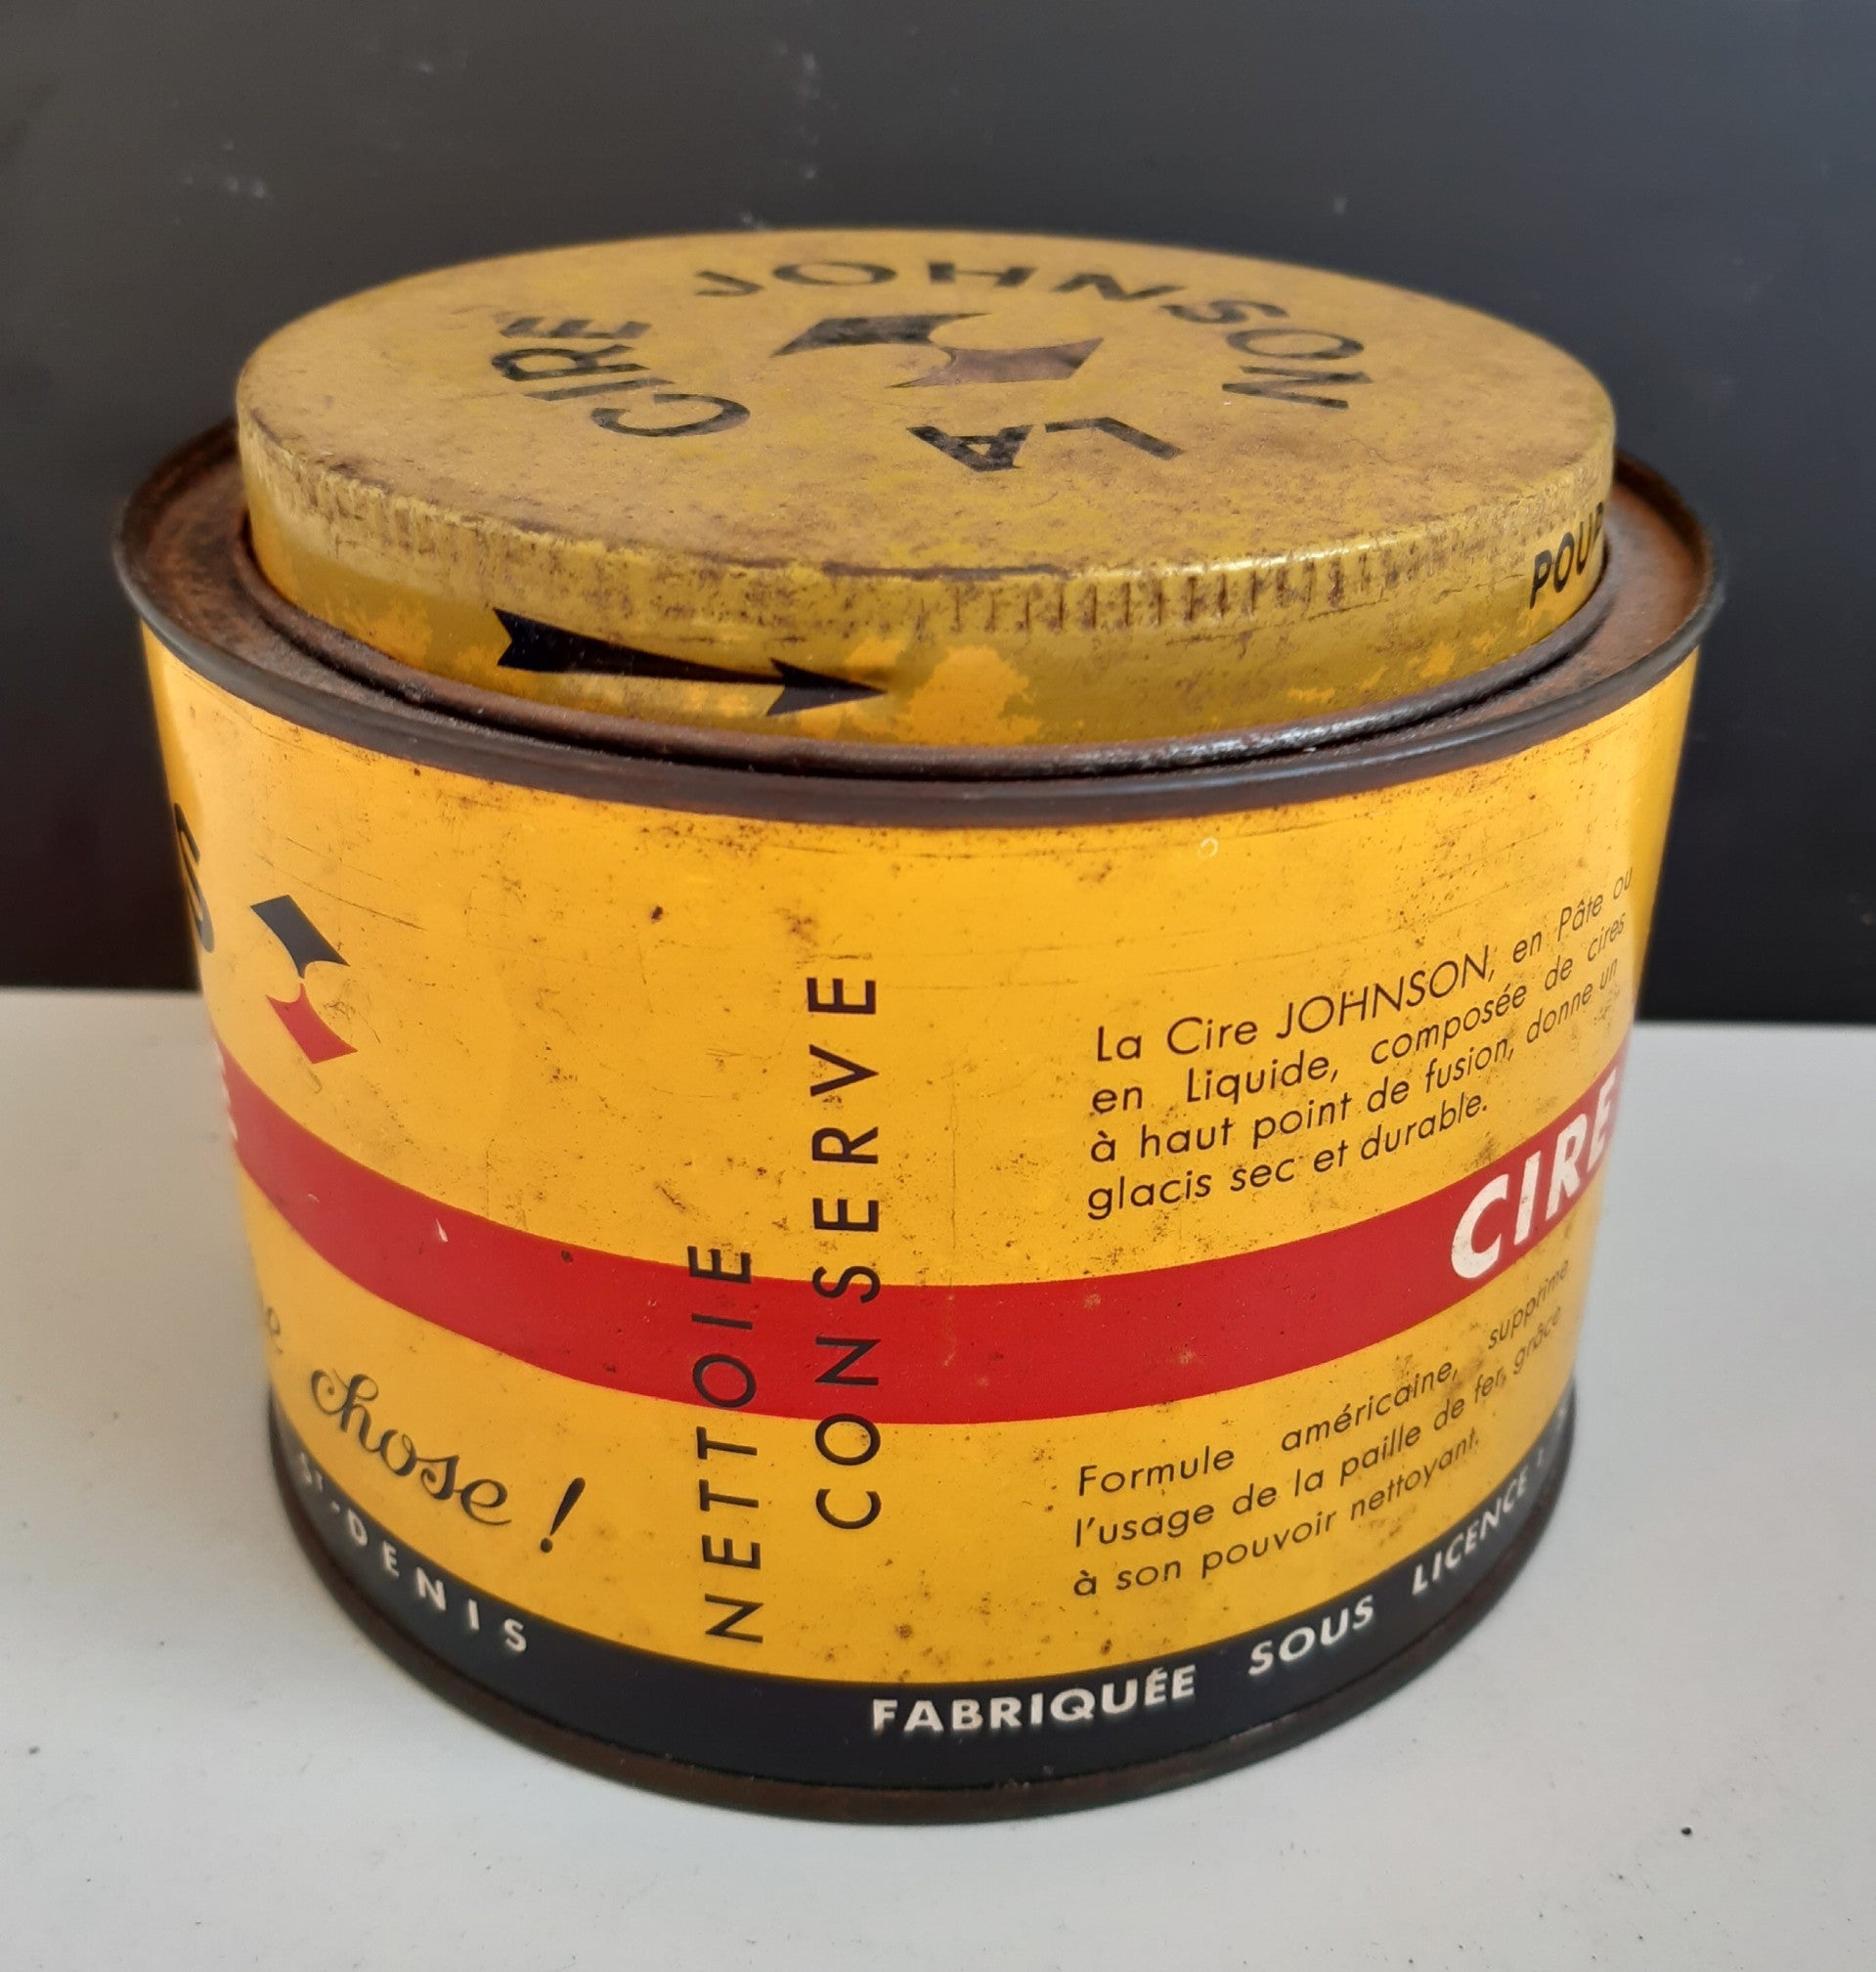 LA CIRE JOHNSON
POUR
NETTOIE
CONSERVE
La Cire JOHNSON, en Pâte ou
en Liquide, composée de cires
à haut point de fusion, donne un
glacis sec et durable.
CIRE
Formule américaine, supprime
l'usage de la paille de fer, grâce
à son pouvoir nettoyant.
chose !
ST-DENIS
FABRIQUÉE SOUS LICENCE